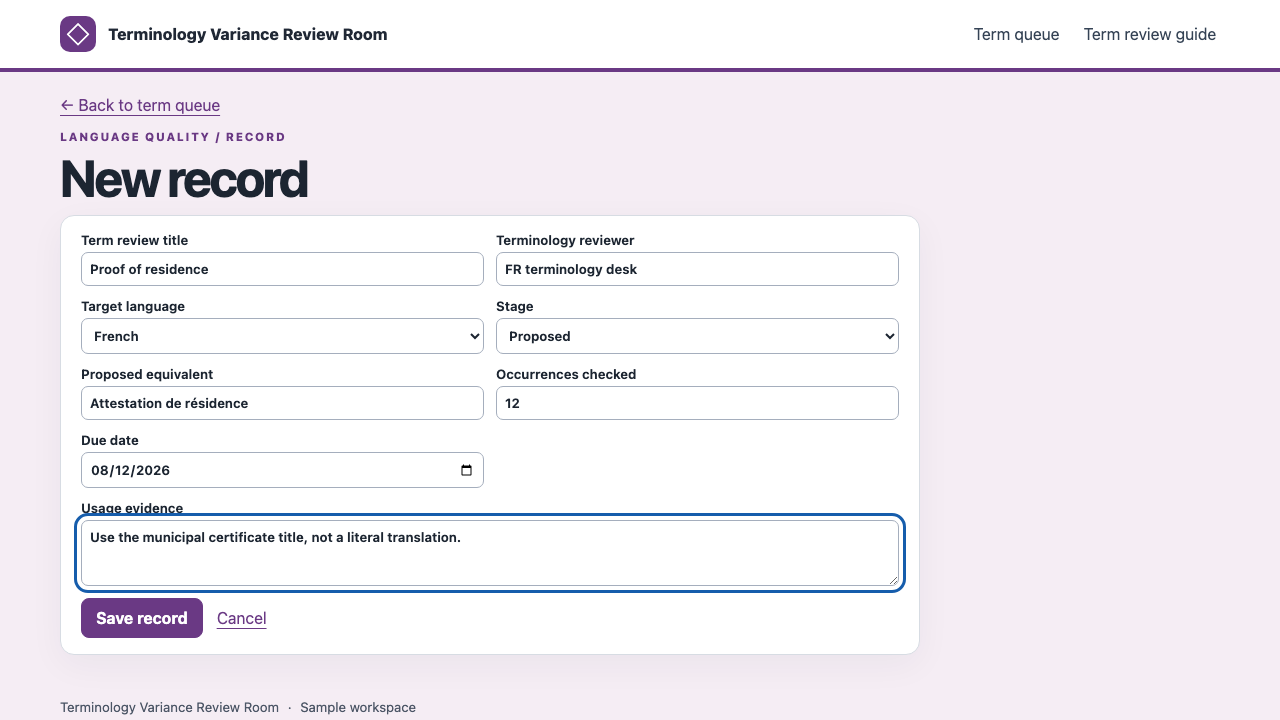 Terminology Variance Review Room
Term queue
Term review guide
← Back to term queue
LANGUAGE QUALITY / RECORD
New record
Term review title
Terminology reviewer
Proof of residence
FR terminology desk
Target language
Stage
French
Proposed
Proposed equivalent
Occurrences checked
Attestation de résidence
12
Due date
08/12/2026
Usage evidence
Use the municipal certificate title, not a literal translation.
Save record
Cancel
Terminology Variance Review Room · Sample workspace